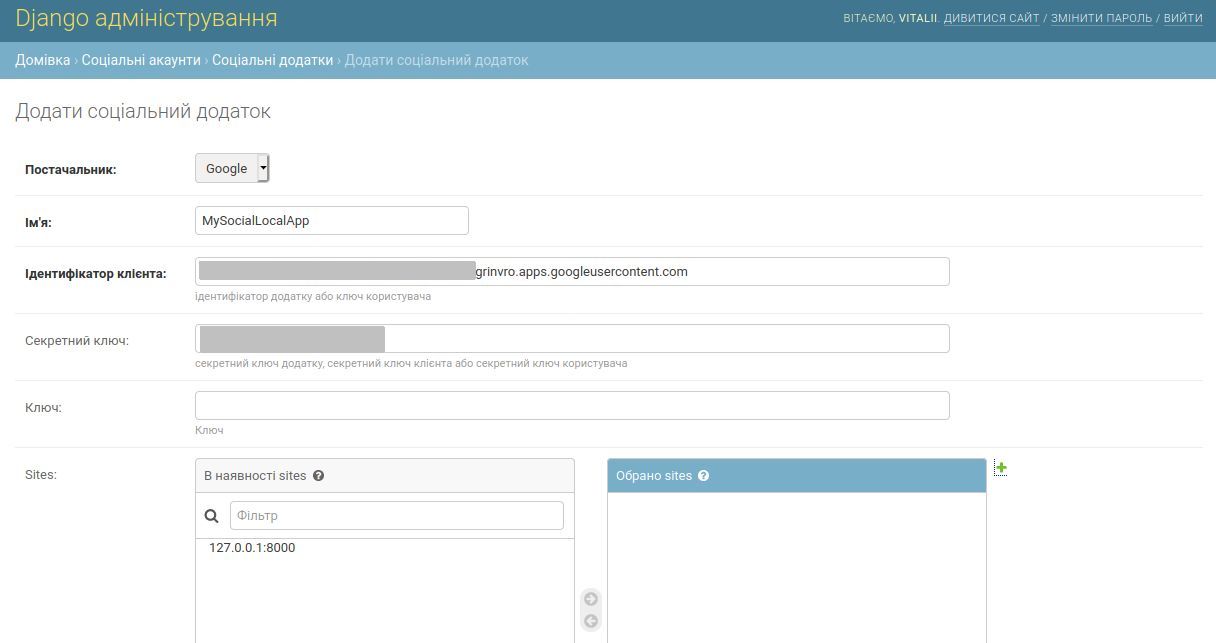 Django адміністрування
ВІТАЄМО, VITALII. ДИВИТИСЯ САЙТ / ЗМІНИТИ ПАРОЛЬ / ВИЙТИ
Домівка › Соціальні акаунти › Соціальні додатки › Додати соціальний додаток
Додати соціальний додаток
Постачальник:
Google
Ім'я:
MySocialLocalApp
Ідентифікатор клієнта:
grinvro.apps.googleusercontent.com
ідентифікатор додатку або ключ користувача
Секретний ключ:
секретний ключ додатку, секретний ключ клієнта або секретний ключ користувача
Ключ:
Ключ
Sites:
В наявності sites ?
Обрано sites ?
Фільтр
127.0.0.1:8000